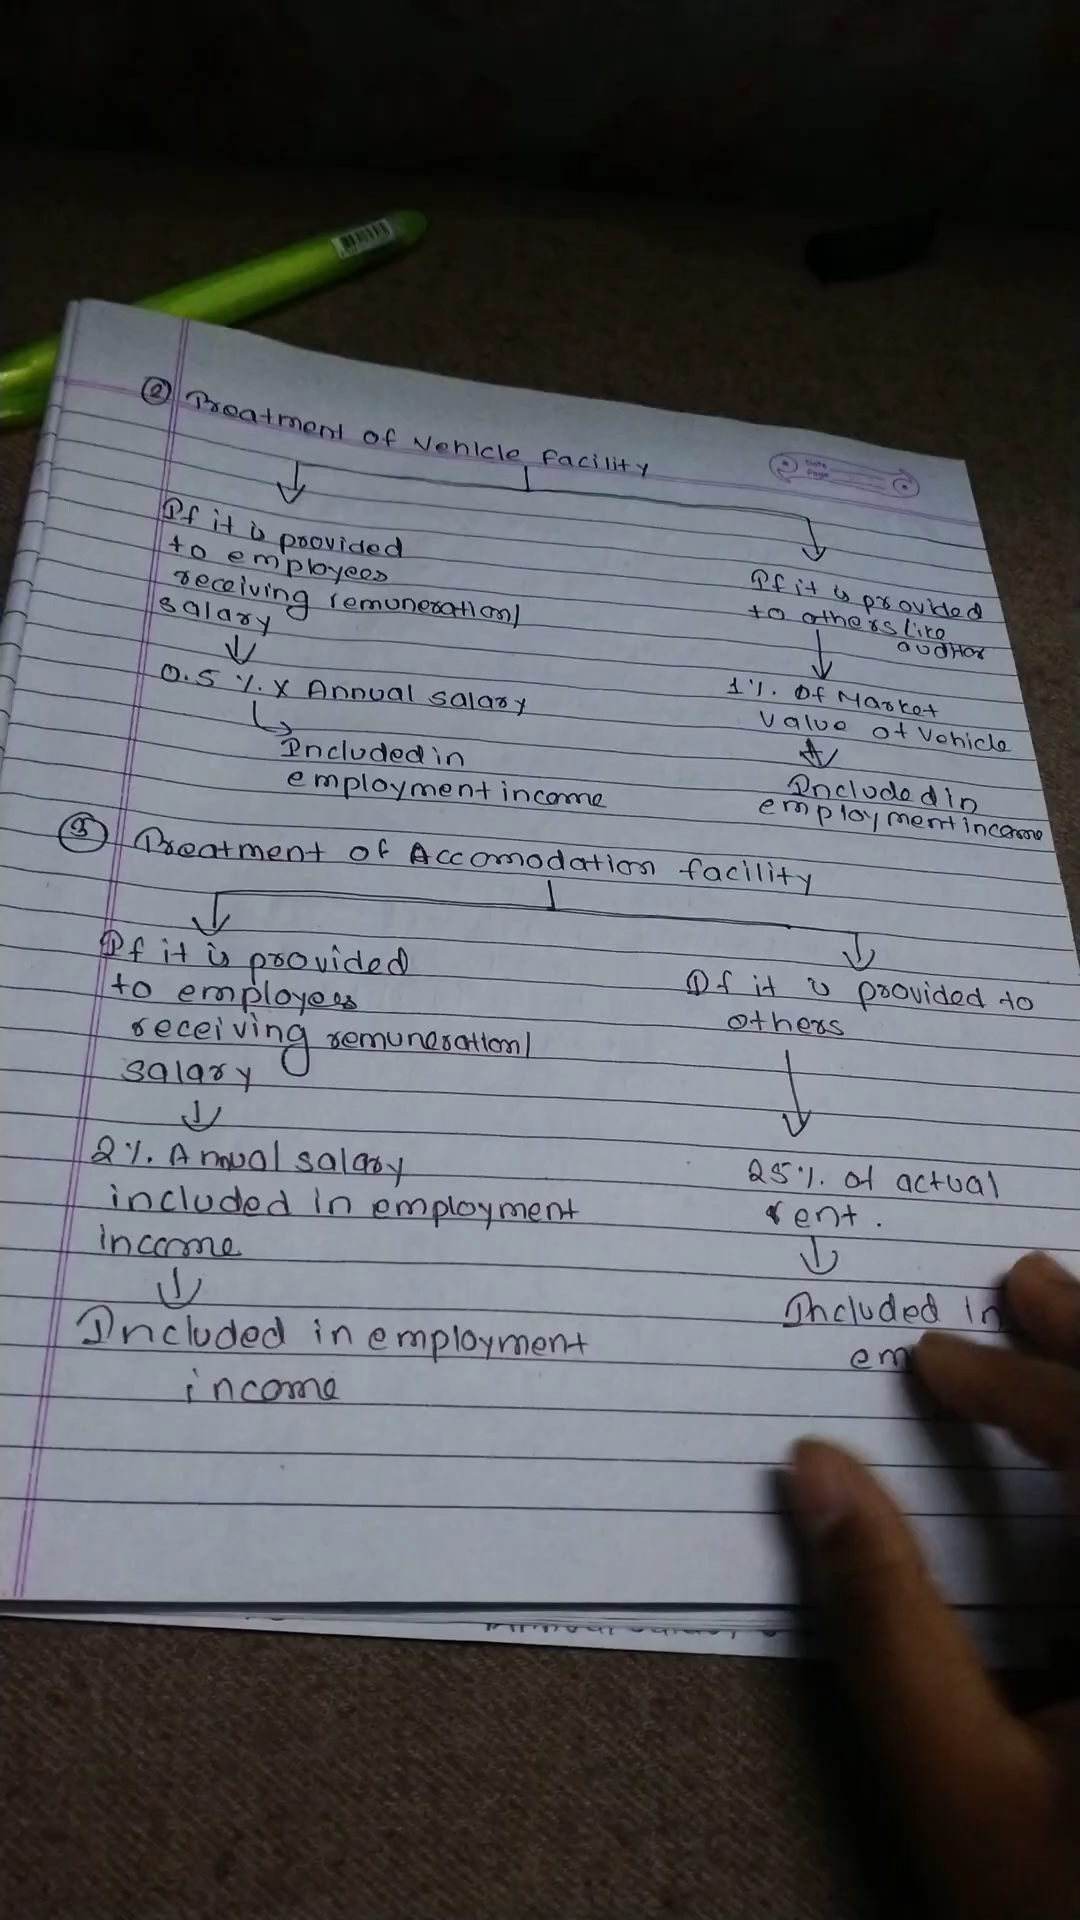 ② Treatment of Vehicle facility
Date
Page
If it is provided
to employees
receiving remuneration/
salary
0.5 % x Annual salary
Included in
employment income
If it is provided
to others like
auditor
1% Of Market
value of vehicle
Included in
employment income
③ Treatment of Accomodation facility
If it is provided
to employees
receiving remuneration/
salary
2% Annual salary
included in employment
income
Included in employment
income
If it is provided to
others
25% of actual
rent.
Included in
em